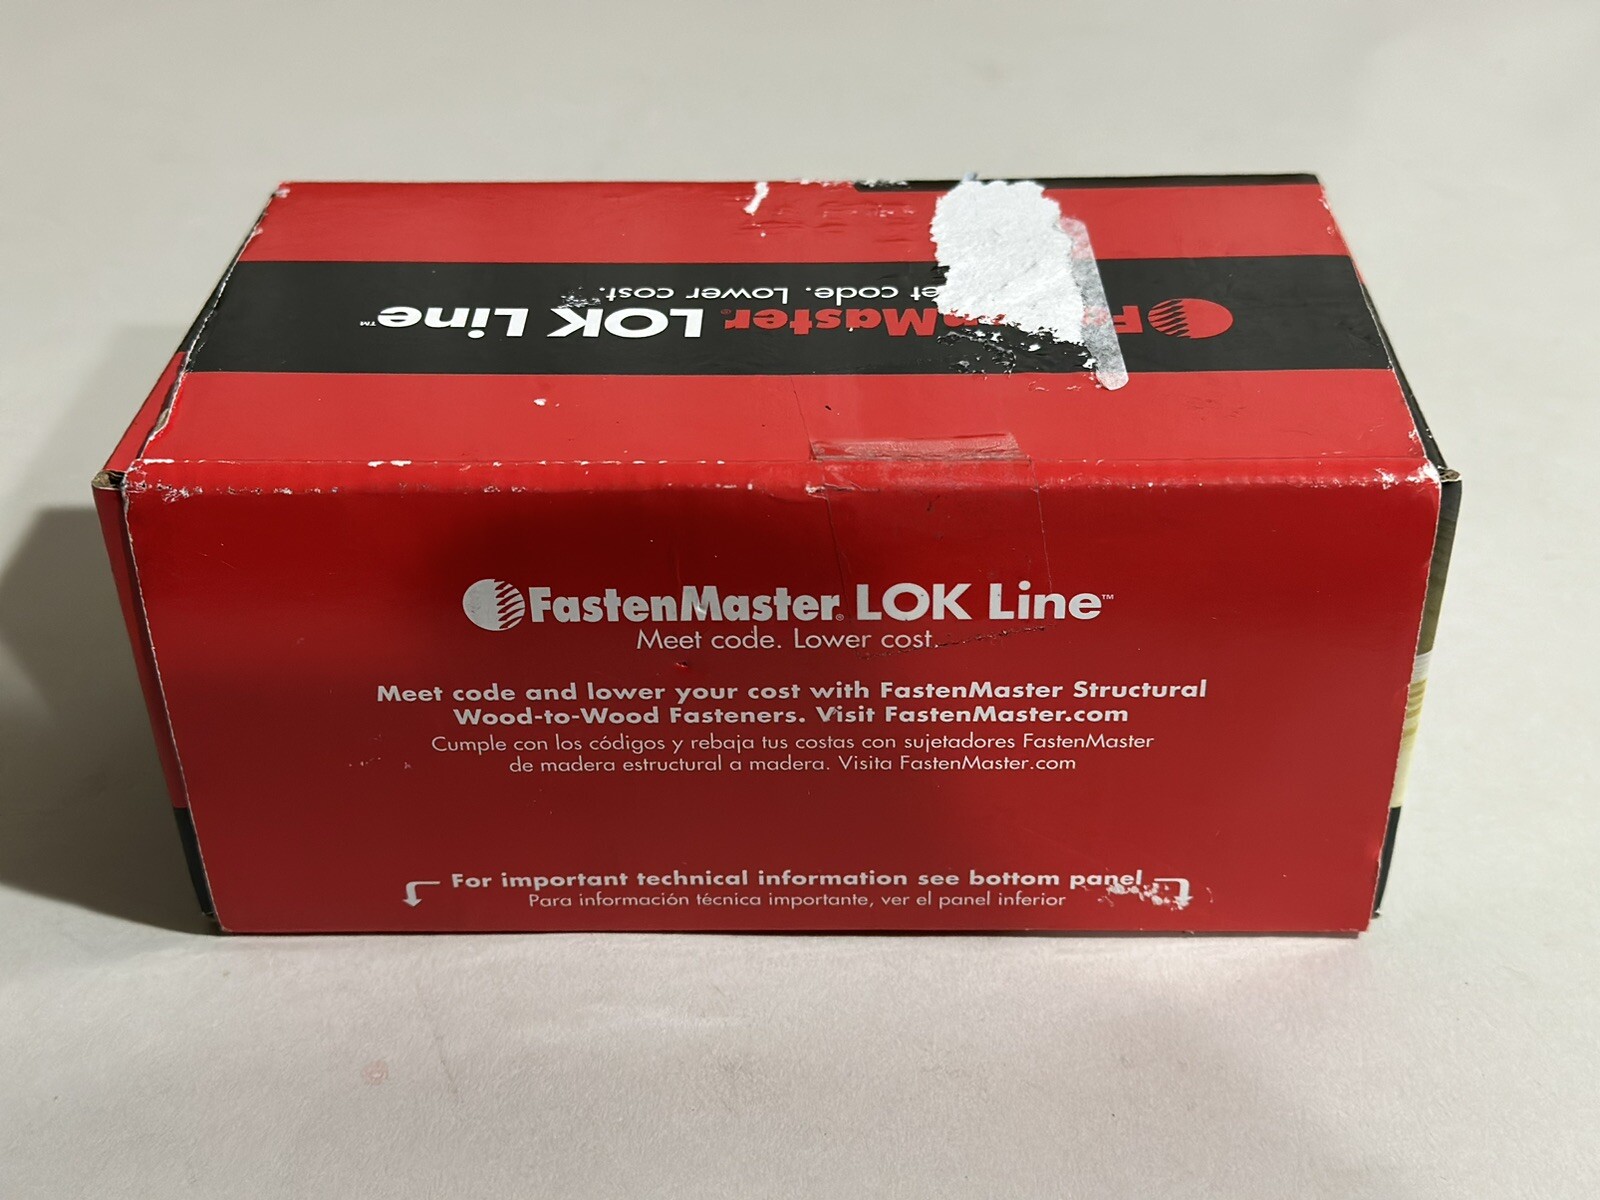 FastenMaster® LOK Line™
et code. Lower cost.
FastenMaster® LOK Line™
Meet code. Lower cost.
Meet code and lower your cost with FastenMaster Structural
Wood-to-Wood Fasteners. Visit FastenMaster.com
Cumple con los códigos y rebaja tus costas con sujetadores FastenMaster
de madera estructural a madera. Visita FastenMaster.com
For important technical information see bottom panel
Para información técnica importante, ver el panel inferior